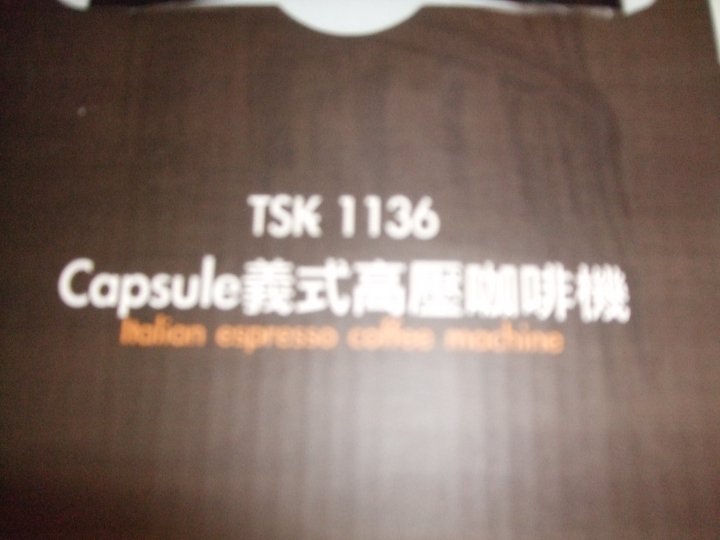 TSK 1136
Capsule義式高壓咖啡機
Italian espresso coffee machine